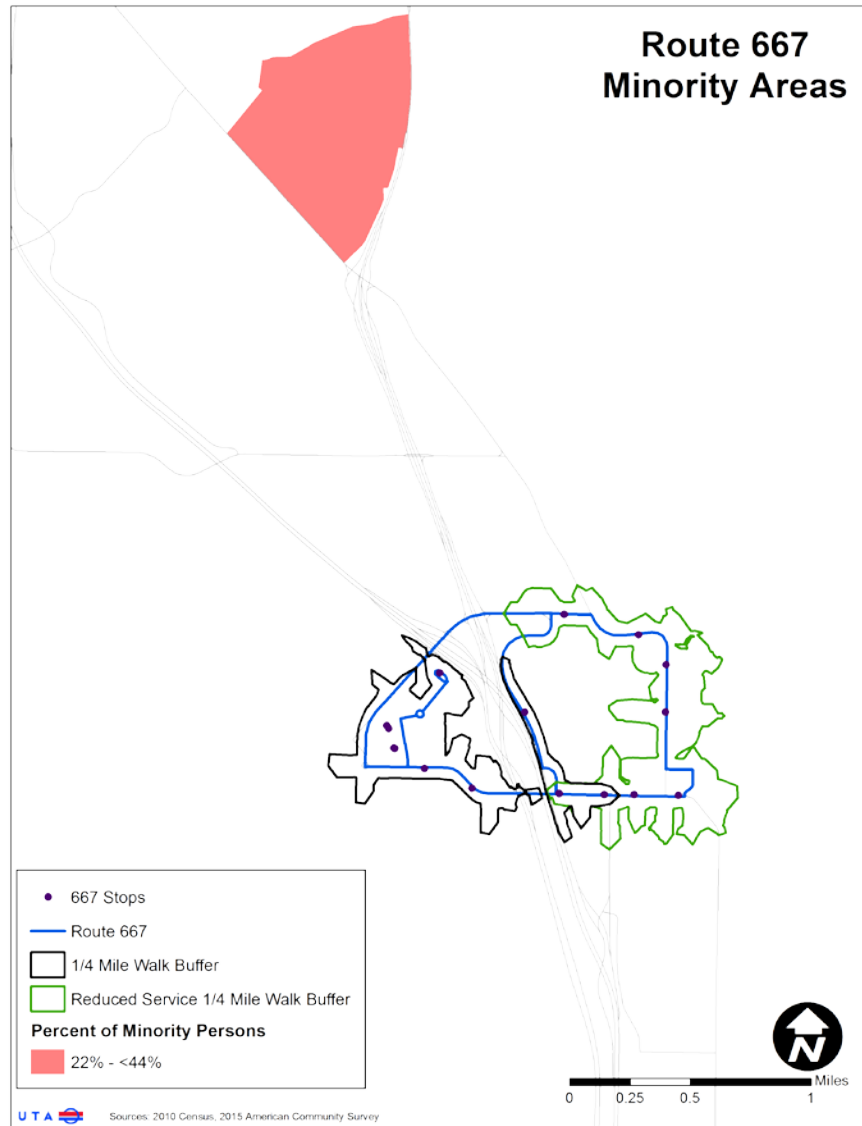 Route 667
Minority Areas
667 Stops
Route 667
1/4 Mile Walk Buffer
Reduced Service 1/4 Mile Walk Buffer
Percent of Minority Persons
22% - <44%
N
Miles
0 0.25 0.5 1
UTA
Sources: 2010 Census, 2015 American Community Survey